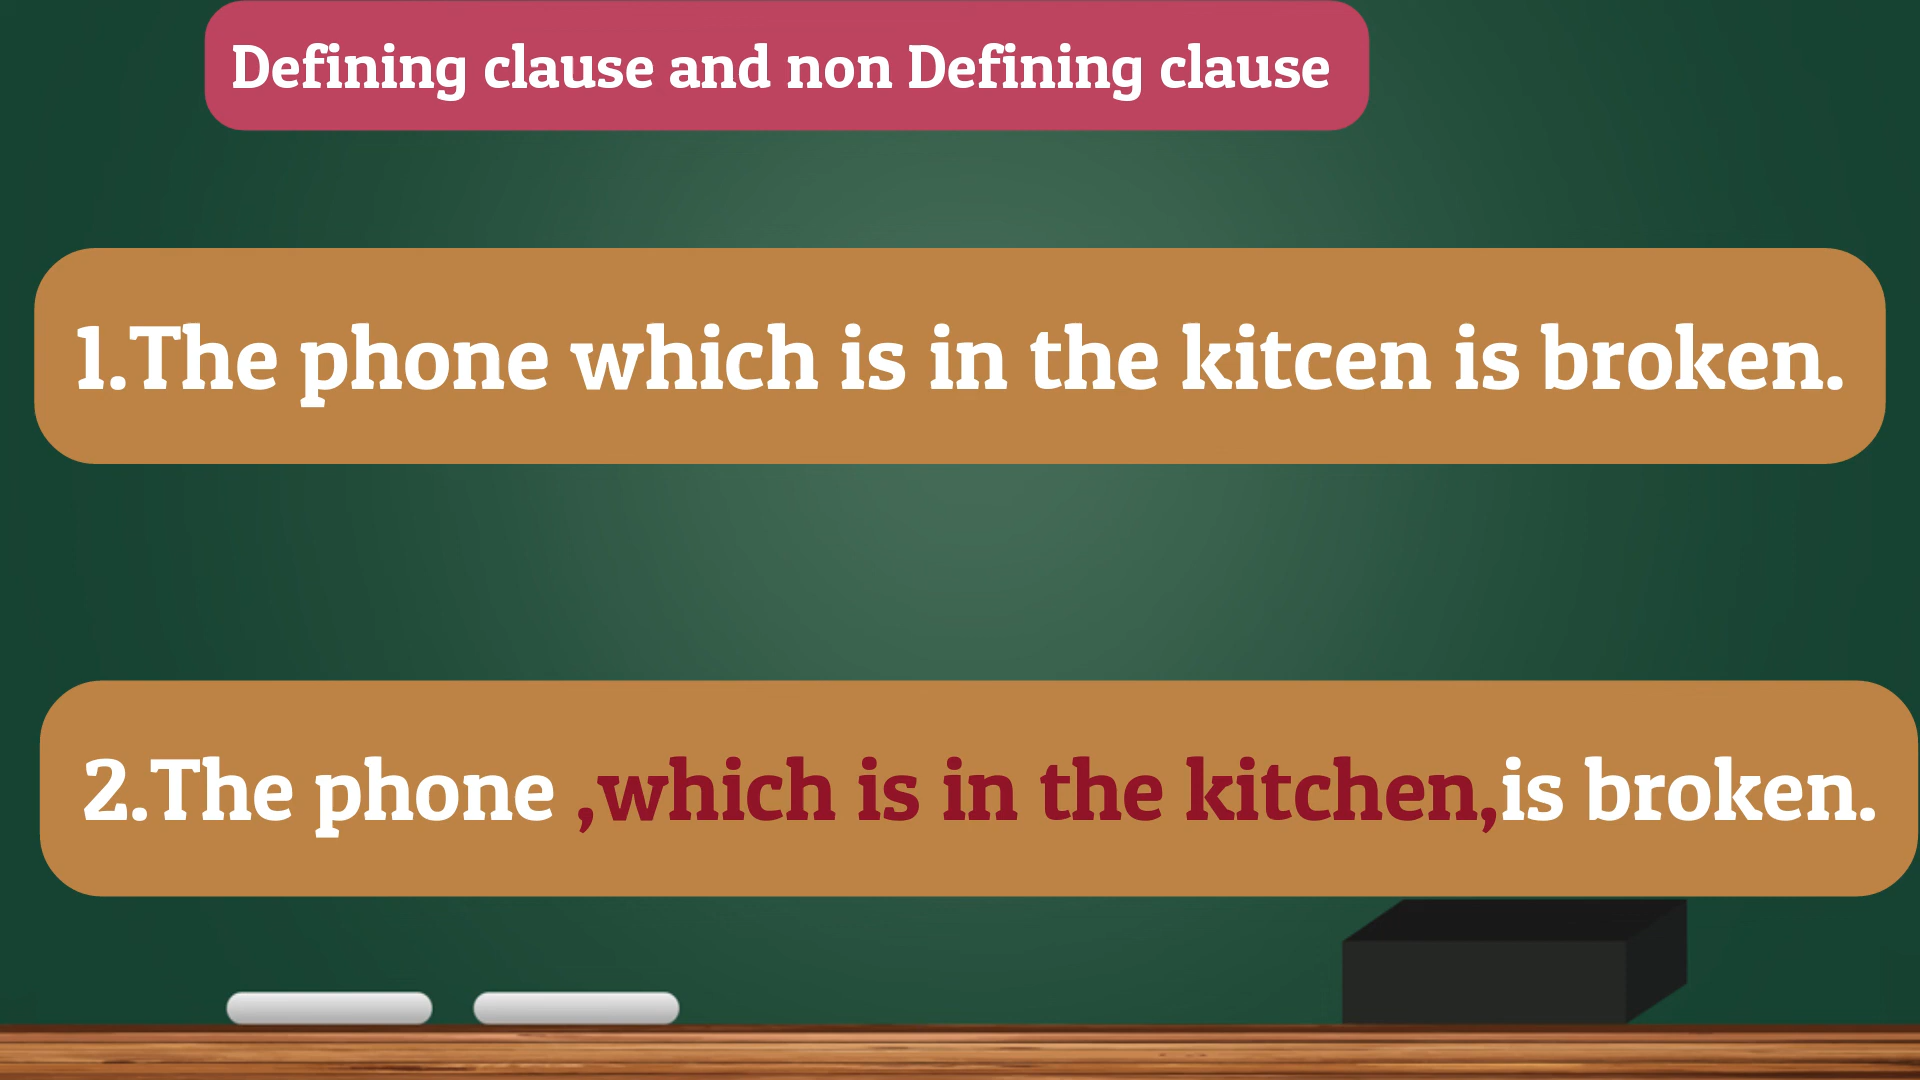 Defining clause and non Defining clause
1.The phone which is in the kitcen is broken.
2.The phone ,which is in the kitchen,is broken.